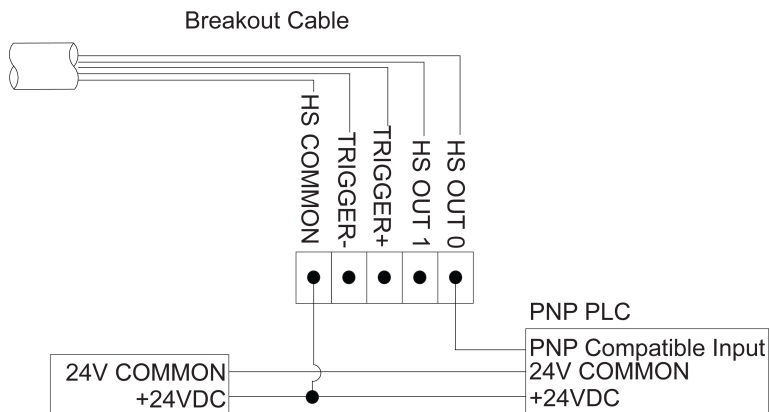 Breakout Cable
HS COMMON
TRIGGER-
TRIGGER+
HS OUT 1
HS OUT 0
PNP PLC
PNP Compatible Input
24V COMMON
+24VDC
24V COMMON
+24VDC